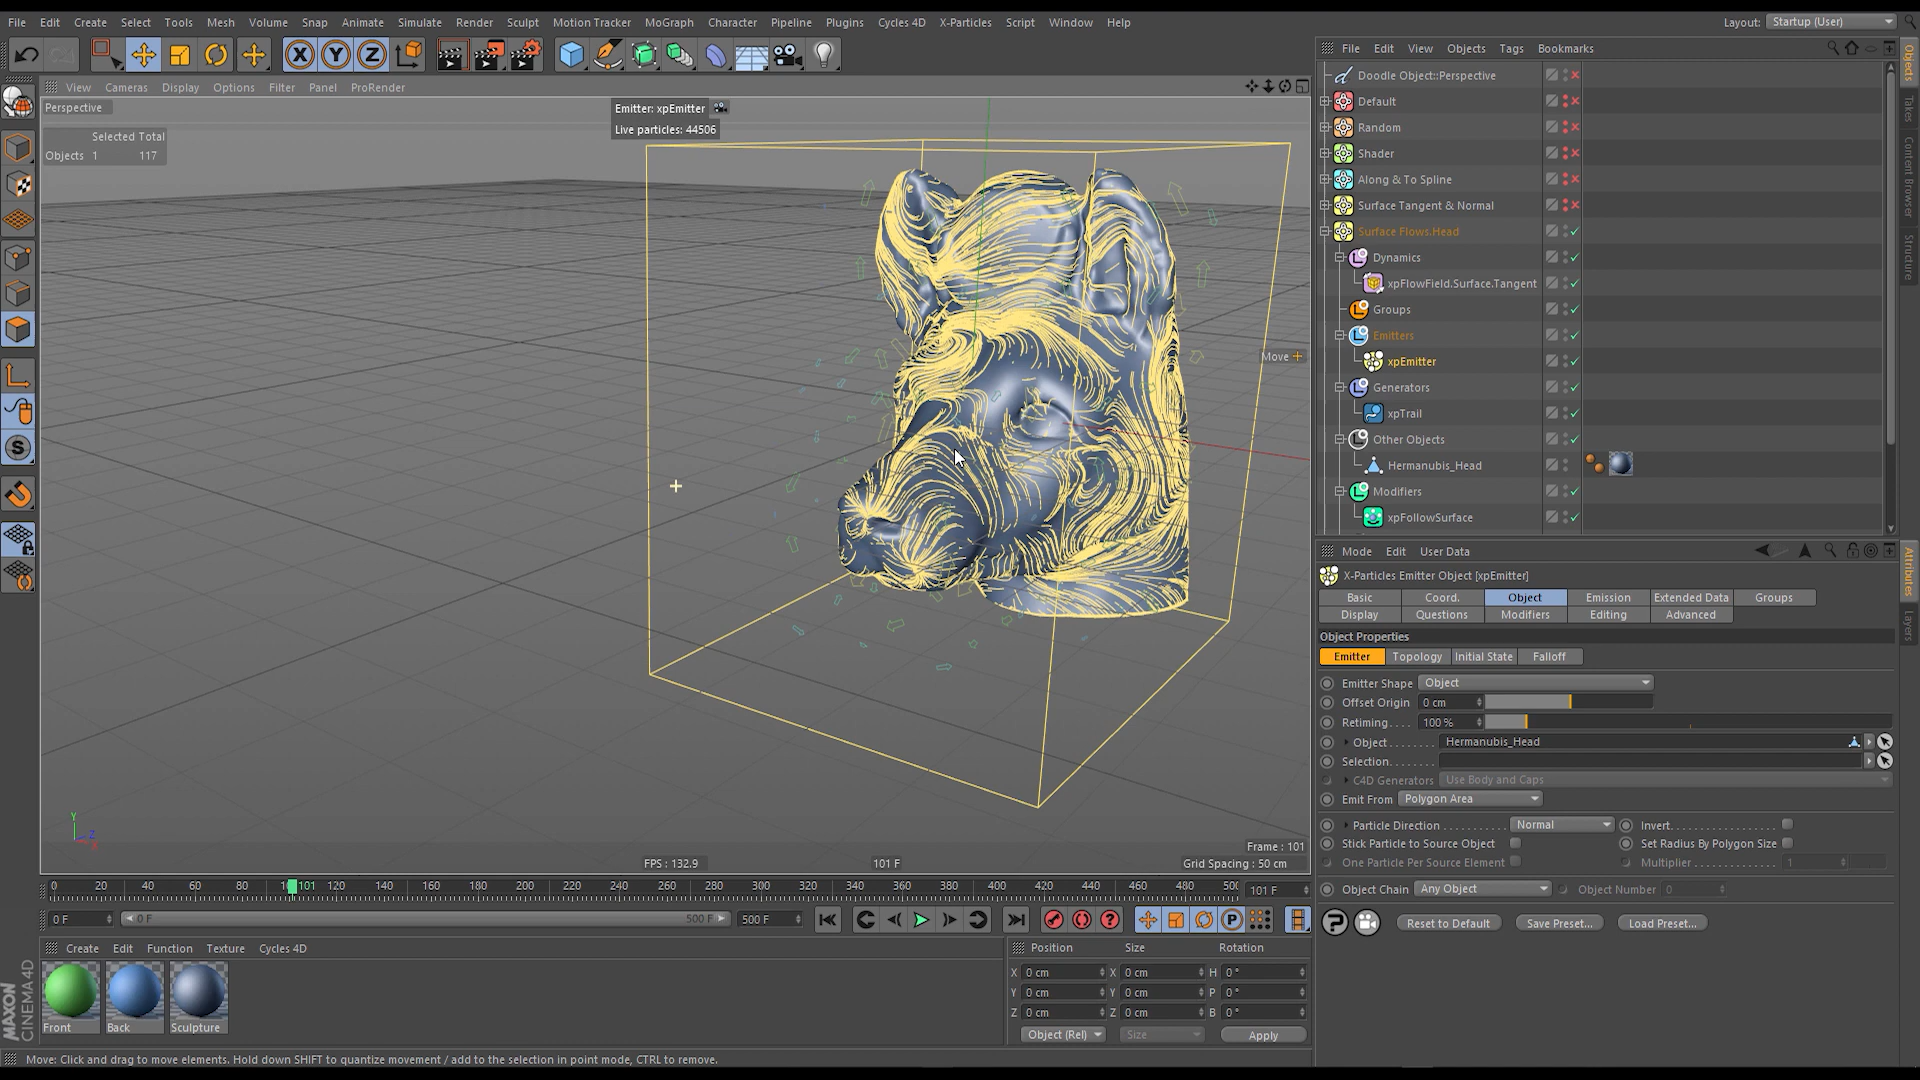 File Edit Create Select Tools Mesh Volume Snap Animate Simulate Render Sculpt Motion Tracker MoGraph Character Pipeline Plugins Cycles 4D X-Particles Script Window Help
Layout: Startup (User)
X Y Z
View Cameras Display Options Filter Panel ProRender
Perspective
Selected Total
Objects 1 117
Emitter: xpEmitter
Live particles: 44506
Move
Y
Z
X
FPS : 132.9
101 F
Frame : 101
Grid Spacing : 50 cm
S
0 20 40 60 80 101 120 140 160 180 200 220 240 260 280 300 320 340 360 380 400 420 440 460 480 500
101 F
0 F
0 F
500 F
500 F
P
Create Edit Function Texture Cycles 4D
Front
Back
Sculpture
MAXON
CINEMA 4D
Position Size Rotation
X 0 cm X 0 cm H 0 °
Y 0 cm Y 0 cm P 0 °
Z 0 cm Z 0 cm B 0 °
Object (Rel) Size Apply
Move: Click and drag to move elements. Hold down SHIFT to quantize movement / add to the selection in point mode, CTRL to remove.
File Edit View Objects Tags Bookmarks
Doodle Object::Perspective
Default
Random
Shader
Along & To Spline
Surface Tangent & Normal
Surface Flows.Head
Dynamics
xpFlowField.Surface.Tangent
Groups
Emitters
xpEmitter
Generators
xpTrail
Other Objects
Hermanubis_Head
Modifiers
xpFollowSurface
Objects
Takes
Content Browser
Structure
Attributes
Layers
Mode Edit User Data
X-Particles Emitter Object [xpEmitter]
Basic Coord. Object Emission Extended Data Groups
Display Questions Modifiers Editing Advanced
Object Properties
Emitter Topology Initial State Falloff
Emitter Shape Object
Offset Origin 0 cm
Retiming.... 100 %
Object........ Hermanubis_Head
Selection........
C4D Generators Use Body and Caps
Emit From Polygon Area
Particle Direction........... Normal Invert................
Stick Particle to Source Object Set Radius By Polygon Size
One Particle Per Source Element Multiplier................ 1
Object Chain Any Object Object Number 0
Reset to Default Save Preset... Load Preset...